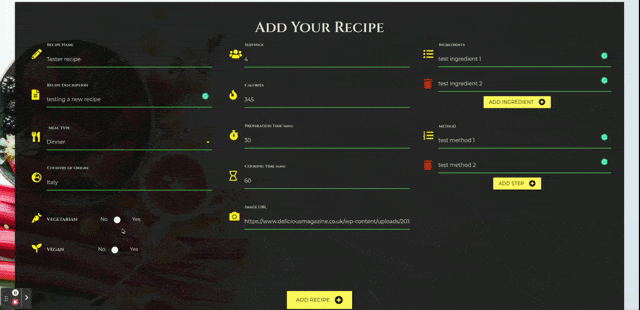 ADD YOUR RECIPE
RECIPE NAME
Tester recipe
RECIPE DESCRIPTION
testing a new recipe
MEAL TYPE
Dinner
COUNTRY OF ORIGIN
Italy
VEGETARIAN
No
Yes
VEGAN
No
Yes
SERVINGS
4
CALORIES
345
PREPARATION TIME (MINS)
30
COOKING TIME (MINS)
60
IMAGE URL
https://www.deliciousmagazine.co.uk/wp-content/uploads/201
INGREDIENTS
test ingredient 1
test ingredient 2
ADD INGREDIENT
METHOD
test method 1
test method 2
ADD STEP
ADD RECIPE